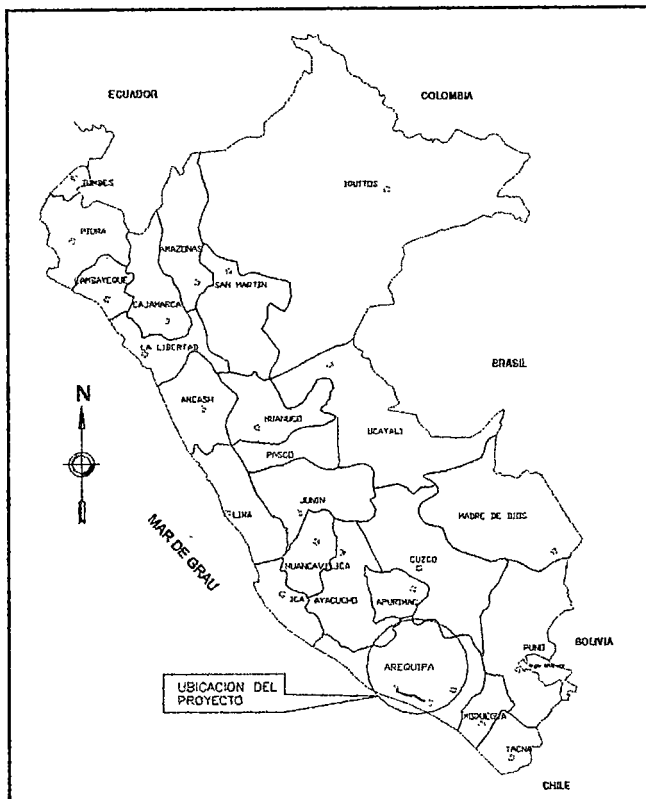 ECUADOR
COLOMBIA
TUMBES
IQUITOS
PIURA
AMAZONAS
LAMBAYEQUE
SAN MARTIN
CAJAMARCA
LA LIBERTAD
BRASIL
N
ANCASH
HUANUCO
UCAYALI
PASCO
JUNIN
LIMA
MADRE DE DIOS
MAR DE GRAU
CUZCO
HUANCAVELICA
ICA
AYACUCHO
APURIMAC
PUNO
BOLIVIA
AREQUIPA
UBICACION DEL
PROYECTO
MOQUEGUA
TACNA
CHILE